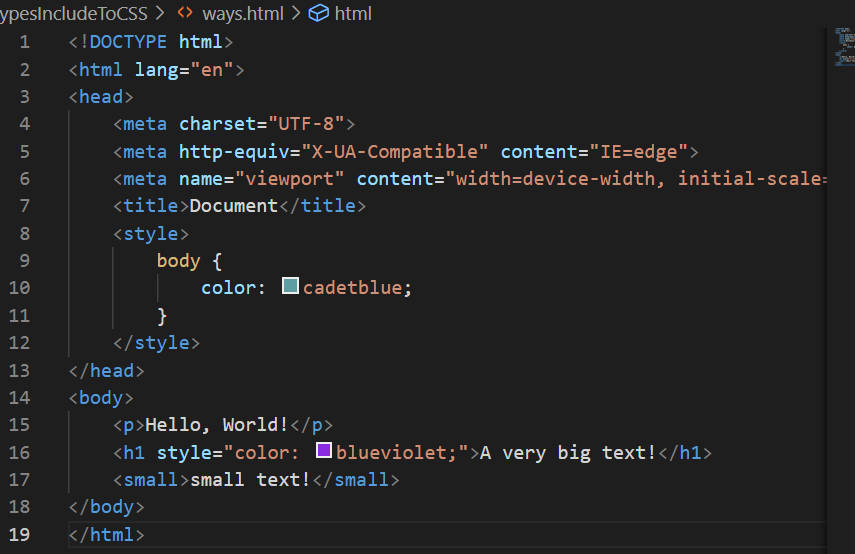 ypesIncludeToCSS > ways.html > html
1 <!DOCTYPE html>
2 <html lang="en">
3 <head>
4     <meta charset="UTF-8">
5     <meta http-equiv="X-UA-Compatible" content="IE=edge">
6     <meta name="viewport" content="width=device-width, initial-scale=
7     <title>Document</title>
8     <style>
9         body {
10             color: cadetblue;
11         }
12     </style>
13 </head>
14 <body>
15     <p>Hello, World!</p>
16     <h1 style="color: blueviolet;">A very big text!</h1>
17     <small>small text!</small>
18 </body>
19 </html>